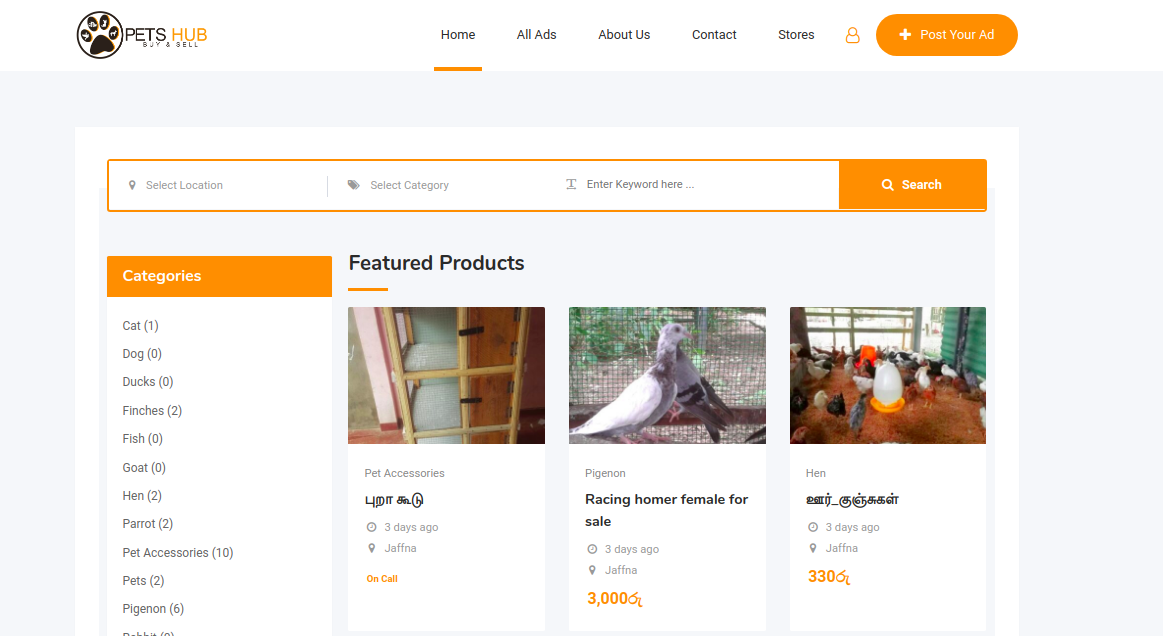 PETS HUB
BUY & SELL
Home
All Ads
About Us
Contact
Stores
Post Your Ad
Select Location
Select Category
Enter Keyword here ...
Search
Categories
Cat (1)
Dog (0)
Ducks (0)
Finches (2)
Fish (0)
Goat (0)
Hen (2)
Parrot (2)
Pet Accessories (10)
Pets (2)
Pigenon (6)
Featured Products
Pet Accessories
புறா கூடு
3 days ago
Jaffna
On Call
Pigenon
Racing homer female for
sale
3 days ago
Jaffna
3,000රු
Hen
ஊர்_குஞ்சுகள்
3 days ago
Jaffna
330රු